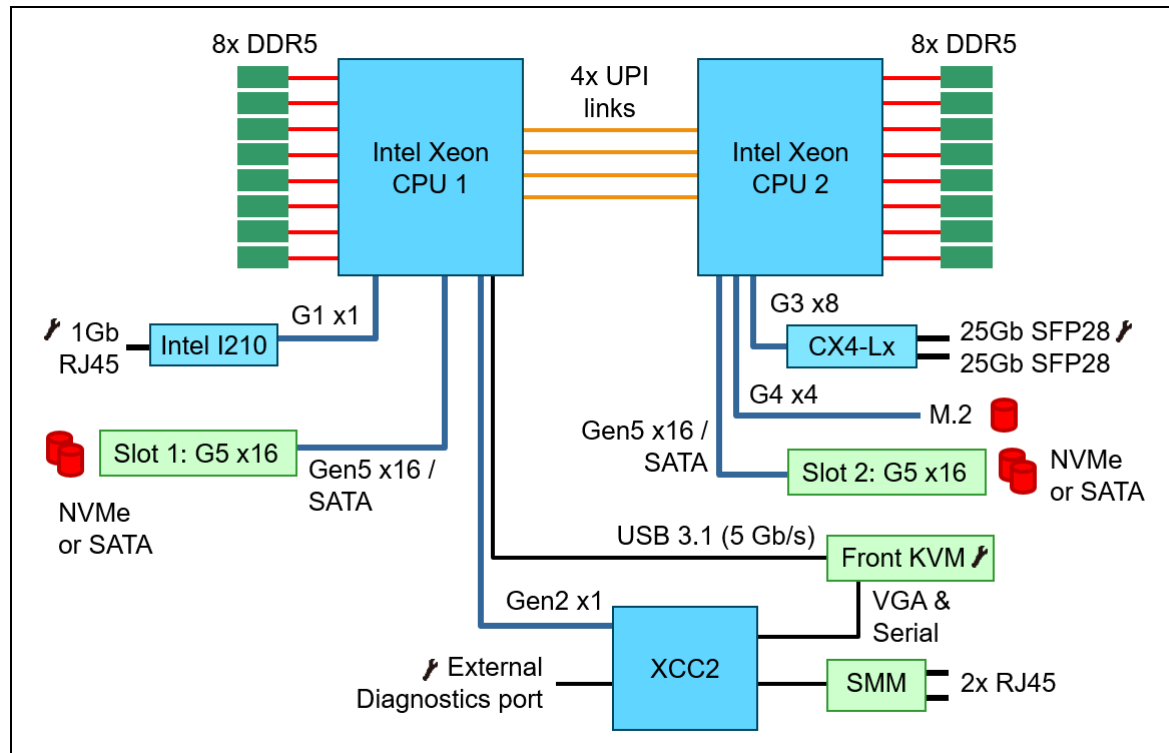 8x DDR5
8x DDR5
4x UPI
links
Intel Xeon
CPU 1
Intel Xeon
CPU 2
G1 x1
G3 x8
1Gb
RJ45
Intel I210
CX4-Lx
25Gb SFP28
25Gb SFP28
G4 x4
M.2
Gen5 x16 /
SATA
Slot 1: G5 x16
Gen5 x16 /
SATA
Slot 2: G5 x16
NVMe
or SATA
NVMe
or SATA
USB 3.1 (5 Gb/s)
Front KVM
Gen2 x1
VGA &
Serial
External
Diagnostics port
XCC2
SMM
2x RJ45